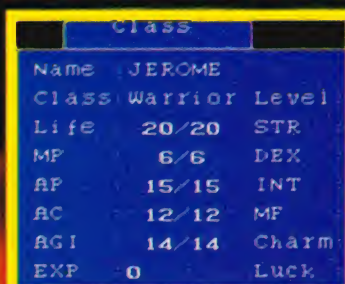 Class
Name JEROME
Class Warrior Level
Life 20/20 STR
MP 6/6 DEX
AP 15/15 INT
AC 12/12 MF
AGI 14/14 Charm
EXP 0 Luck